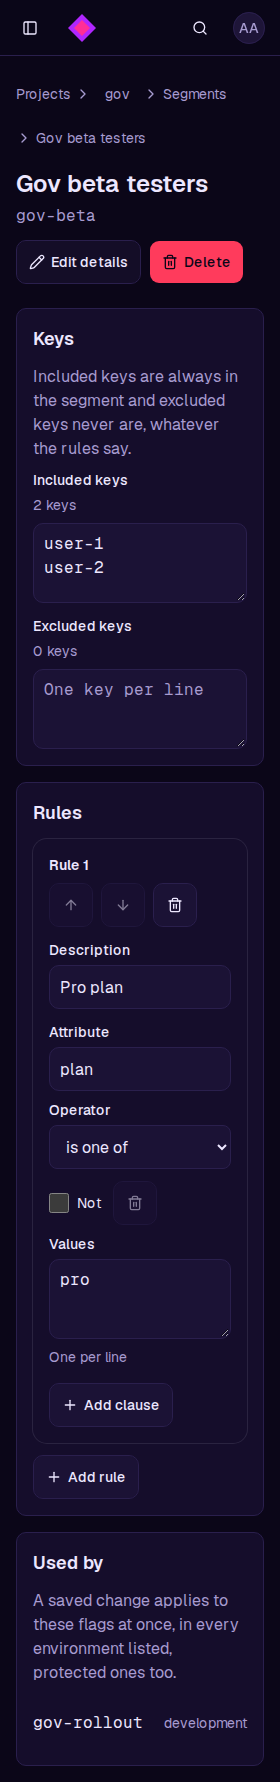 AA
Projects > gov > Segments
> Gov beta testers
Gov beta testers
gov-beta
Edit details
Delete
Keys
Included keys are always in
the segment and excluded
keys never are, whatever
the rules say.
Included keys
2 keys
user-1
user-2
Excluded keys
0 keys
One key per line
Rules
Rule 1
Description
Pro plan
Attribute
plan
Operator
is one of
Not
Values
pro
One per line
+ Add clause
+ Add rule
Used by
A saved change applies to
these flags at once, in every
environment listed,
protected ones too.
gov-rollout development